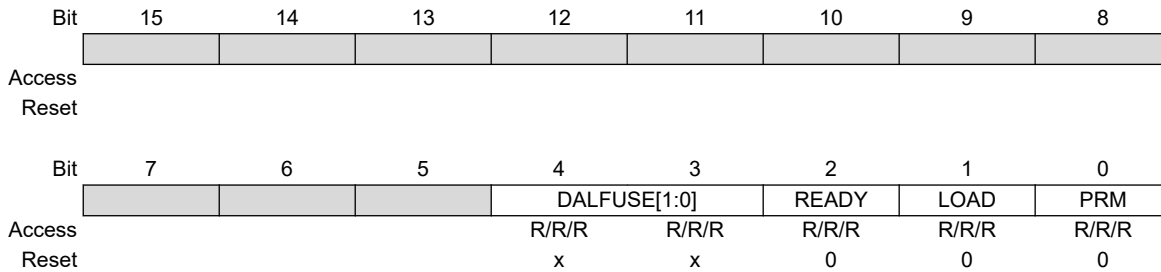 Bit 15 14 13 12 11 10 9 8
Access
Reset
Bit 7 6 5 4 3 2 1 0
DALFUSE[1:0] READY LOAD PRM
Access R/R/R R/R/R R/R/R R/R/R R/R/R
Reset x x 0 0 0